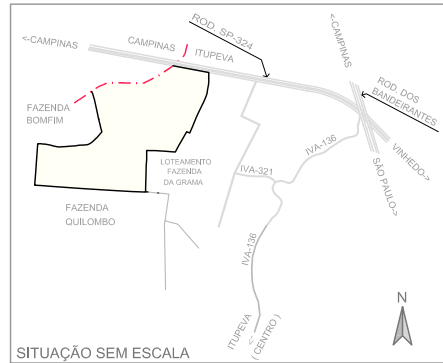 ROD. SP-324
<-CAMPINAS
CAMPINAS
ITUPEVA
<-CAMPINAS
ROD. DOS
BANDEIRANTES
FAZENDA
BOMFIM
IVA-136
VINHEDO->
LOTEAMENTO
FAZENDA
DA GRAMA
IVA-321
SÃO PAULO->
FAZENDA
QUILOMBO
IVA-136
ITUPEVA
<-
( CENTRO )
N
SITUAÇÃO SEM ESCALA